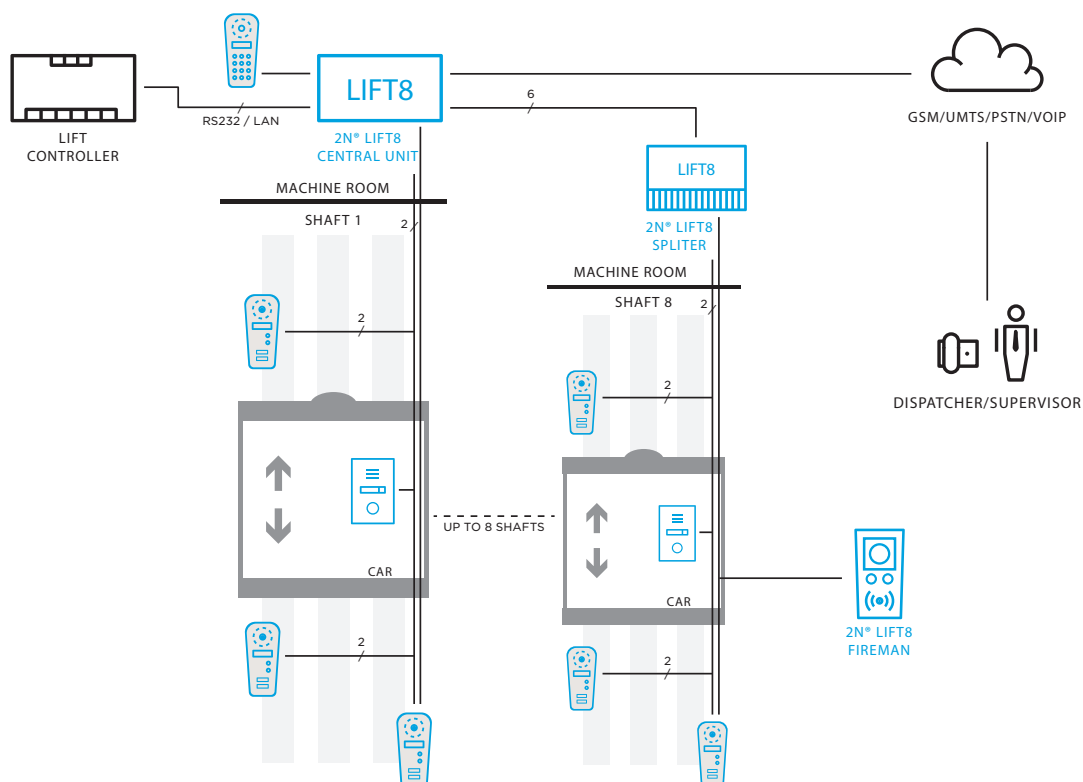 LIFT8
6
RS232 / LAN
GSM/UMTS/PSTN/VOIP
LIFT
CONTROLLER
2N® LIFT8
CENTRAL UNIT
LIFT8
MACHINE ROOM
SHAFT 1
2
2N® LIFT8
SPLITER
MACHINE ROOM
SHAFT 8
2
2
2
DISPATCHER/SUPERVISOR
UP TO 8 SHAFTS
CAR
CAR
2N® LIFT8
FIREMAN
2
2